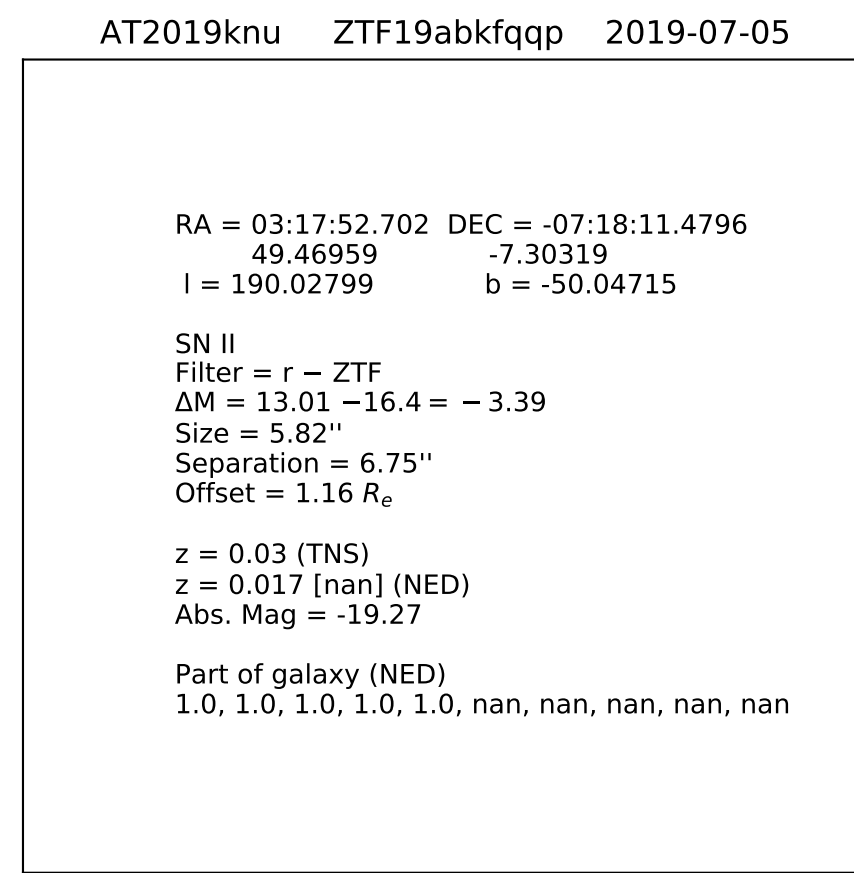 AT2019knu ZTF19abkfqqp 2019-07-05
RA = 03:17:52.702 DEC = -07:18:11.4796
49.46959 -7.30319
l = 190.02799 b = -50.04715
SN II
Filter = r − ZTF
ΔM = 13.01 −16.4 = − 3.39
Size = 5.82''
Separation = 6.75''
Offset = 1.16 Rₑ
z = 0.03 (TNS)
z = 0.017 [nan] (NED)
Abs. Mag = -19.27
Part of galaxy (NED)
1.0, 1.0, 1.0, 1.0, 1.0, nan, nan, nan, nan, nan